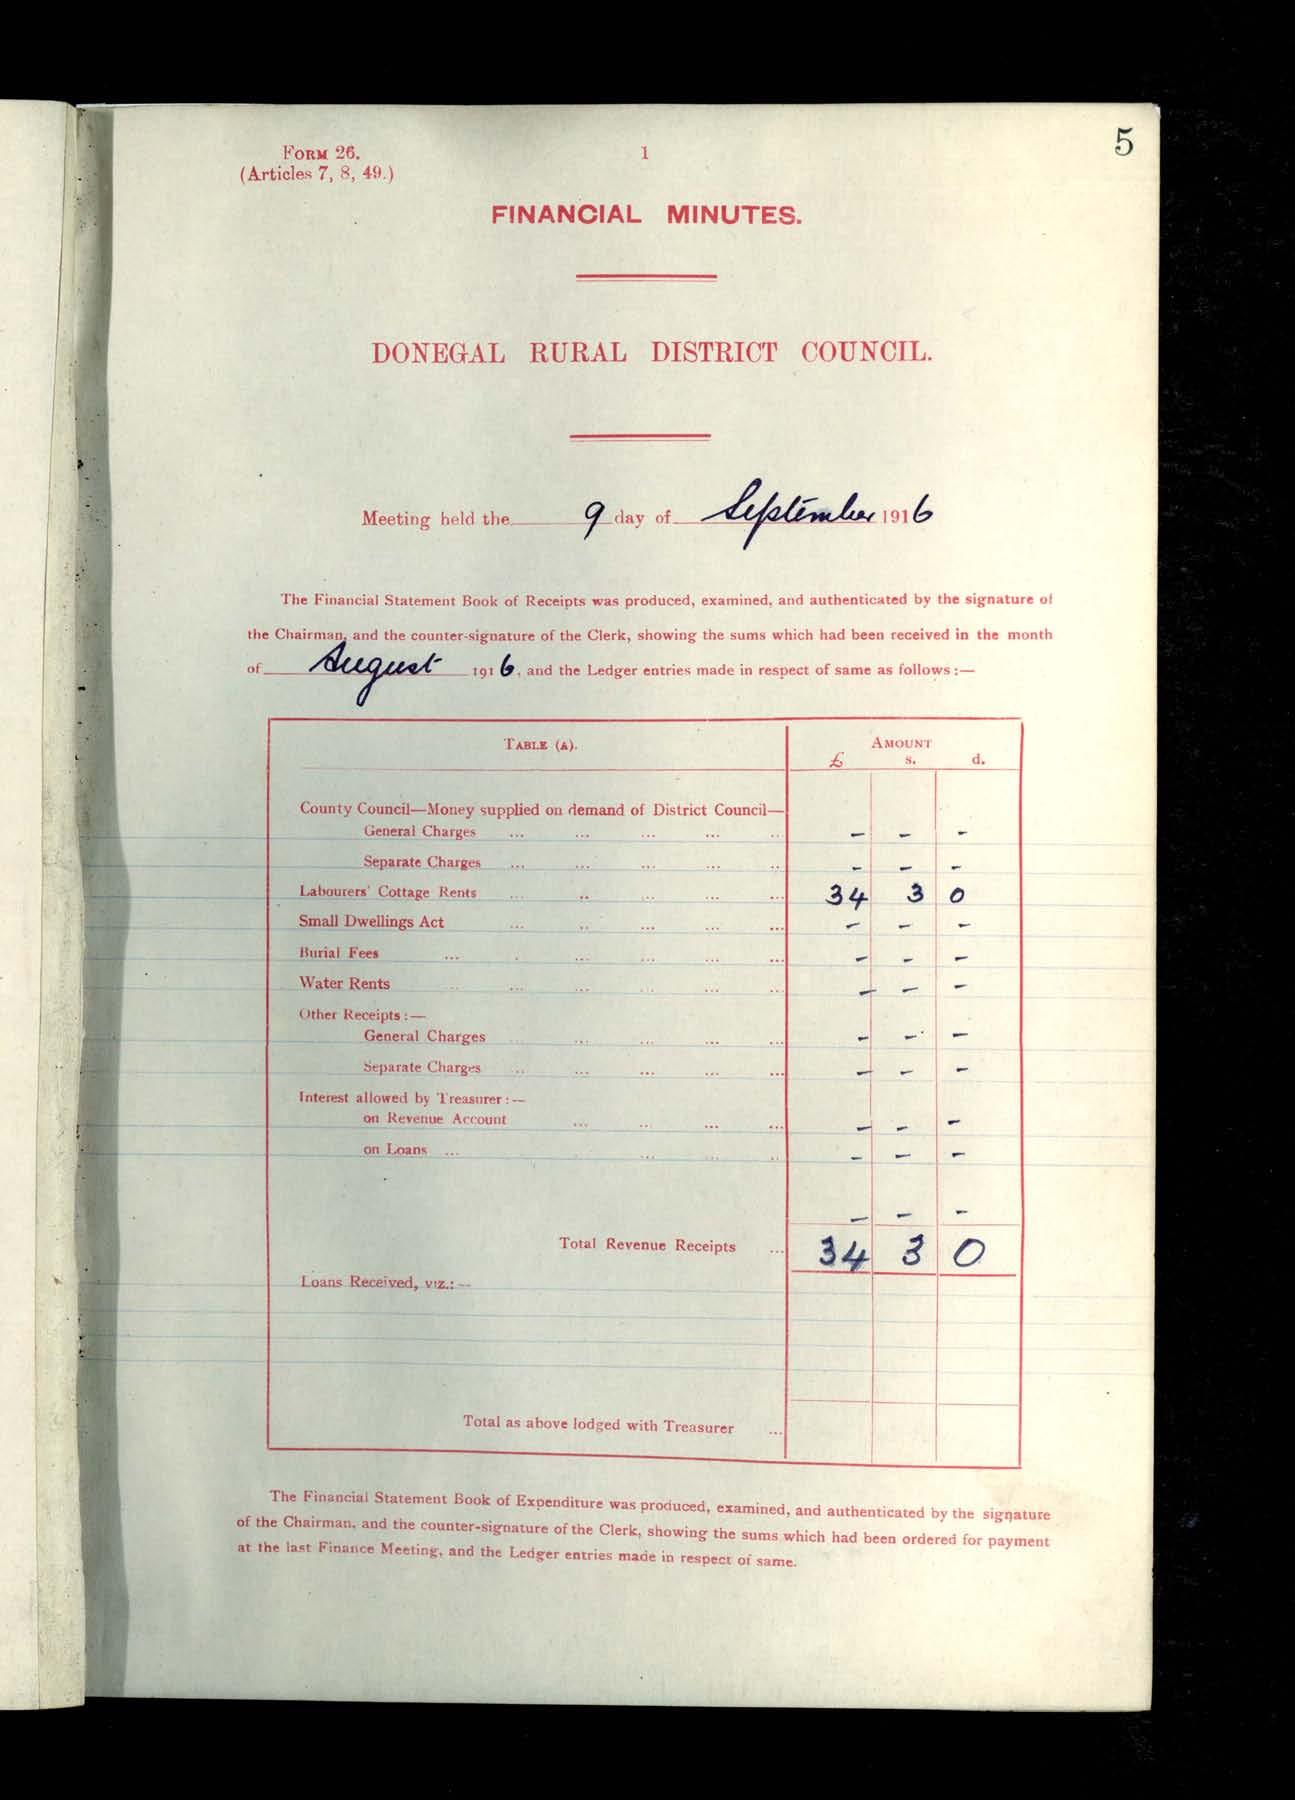 5
FORM 26.
1
(Articles 7, 8, 49.)
FINANCIAL MINUTES.
DONEGAL RURAL DISTRICT COUNCIL.
Meeting held the 9 day of September 1916
The Financial Statement Book of Receipts was produced, examined, and authenticated by the signature of
the Chairman, and the counter-signature of the Clerk, showing the sums which had been received in the month
of August 1916, and the Ledger entries made in respect of same as follows:—
TABLE (A). AMOUNT
£ s. d.
County Council—Money supplied on demand of District Council—
General Charges ... ... ... ... ... – – –
Separate Charges ... ... ... ... .. – – –
Labourers' Cottage Rents ... .. ... ... ... 34 3 0
Small Dwellings Act ... .. ... ... ... – – –
Burial Fees ... . ... ... ... ... – – –
Water Rents ... ... ... ... ... ... – – –
Other Receipts:—
General Charges ... ... ... ... ... – – –
Separate Charges ... ... ... ... ... – – –
Interest allowed by Treasurer:—
on Revenue Account ... ... ... ... – – –
on Loans ... ... ... .. – – –
– – –
Total Revenue Receipts ... 34 3 0
Loans Received, viz.:—
Total as above lodged with Treasurer ...
The Financial Statement Book of Expenditure was produced, examined, and authenticated by the signature
of the Chairman, and the counter-signature of the Clerk, showing the sums which had been ordered for payment
at the last Finance Meeting, and the Ledger entries made in respect of same.